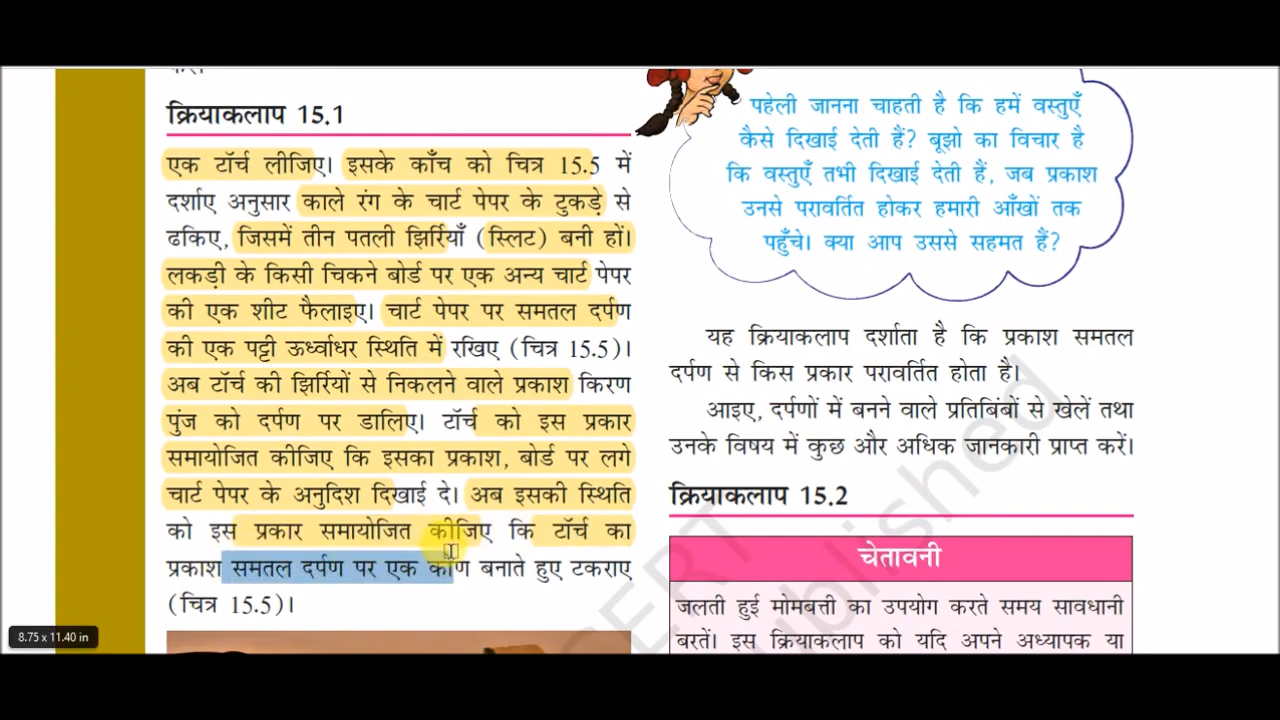 क्रियाकलाप 15.1
एक टॉर्च लीजिए। इसके काँच को चित्र 15.5 में
दर्शाए अनुसार काले रंग के चार्ट पेपर के टुकड़े से
ढकिए, जिसमें तीन पतली झिर्रियाँ (स्लिट) बनी हों।
लकड़ी के किसी चिकने बोर्ड पर एक अन्य चार्ट पेपर
की एक शीट फैलाइए। चार्ट पेपर पर समतल दर्पण
की एक पट्टी ऊर्ध्वाधर स्थिति में रखिए (चित्र 15.5)।
अब टॉर्च की झिर्रियों से निकलने वाले प्रकाश किरण
पुंज को दर्पण पर डालिए। टॉर्च को इस प्रकार
समायोजित कीजिए कि इसका प्रकाश, बोर्ड पर लगे
चार्ट पेपर के अनुदिश दिखाई दे। अब इसकी स्थिति
को इस प्रकार समायोजित कीजिए कि टॉर्च का
प्रकाश समतल दर्पण पर एक कोण बनाते हुए टकराए
(चित्र 15.5)।
8.75 x 11.40 in
पहेली जानना चाहती है कि हमें वस्तुएँ
कैसे दिखाई देती हैं? बूझो का विचार है
कि वस्तुएँ तभी दिखाई देती हैं, जब प्रकाश
उनसे परावर्तित होकर हमारी आँखों तक
पहुँचे। क्या आप उससे सहमत हैं?
यह क्रियाकलाप दर्शाता है कि प्रकाश समतल
दर्पण से किस प्रकार परावर्तित होता है।
आइए, दर्पणों में बनने वाले प्रतिबिंबों से खेलें तथा
उनके विषय में कुछ और अधिक जानकारी प्राप्त करें।
क्रियाकलाप 15.2
चेतावनी
जलती हुई मोमबत्ती का उपयोग करते समय सावधानी
बरतें। इस क्रियाकलाप को यदि अपने अध्यापक या